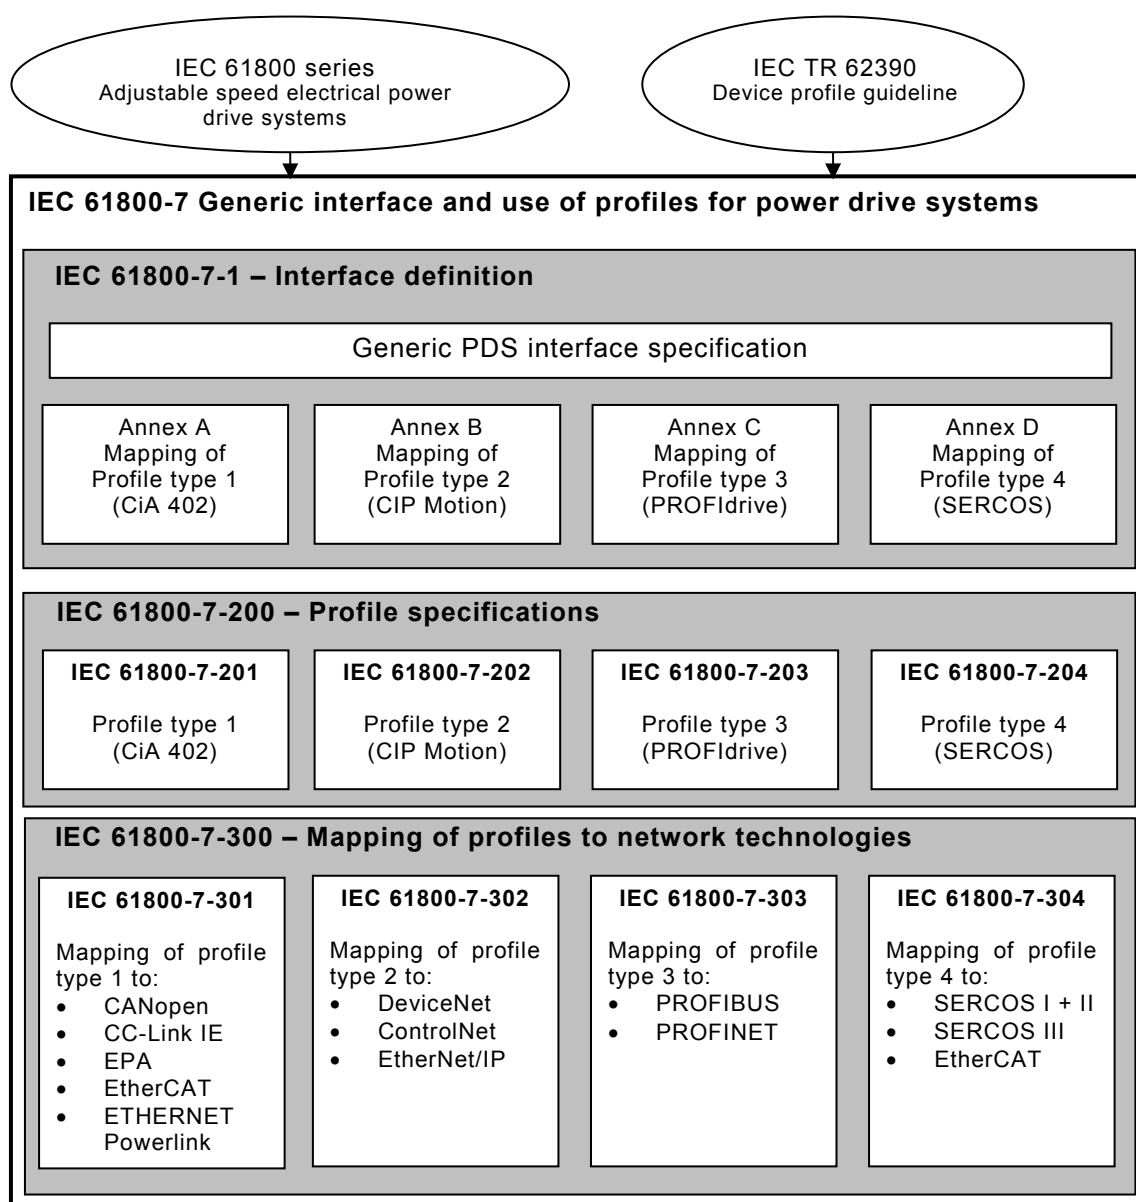 IEC 61800 series
Adjustable speed electrical power
drive systems
IEC TR 62390
Device profile guideline
IEC 61800-7 Generic interface and use of profiles for power drive systems
IEC 61800-7-1 – Interface definition
Generic PDS interface specification
Annex A
Mapping of
Profile type 1
(CiA 402)
Annex B
Mapping of
Profile type 2
(CIP Motion)
Annex C
Mapping of
Profile type 3
(PROFIdrive)
Annex D
Mapping of
Profile type 4
(SERCOS)
IEC 61800-7-200 – Profile specifications
IEC 61800-7-201
Profile type 1
(CiA 402)
IEC 61800-7-202
Profile type 2
(CIP Motion)
IEC 61800-7-203
Profile type 3
(PROFIdrive)
IEC 61800-7-204
Profile type 4
(SERCOS)
IEC 61800-7-300 – Mapping of profiles to network technologies
IEC 61800-7-301
Mapping of profile
type 1 to:
• CANopen
• CC-Link IE
• EPA
• EtherCAT
• ETHERNET
Powerlink
IEC 61800-7-302
Mapping of profile
type 2 to:
• DeviceNet
• ControlNet
• EtherNet/IP
IEC 61800-7-303
Mapping of profile
type 3 to:
• PROFIBUS
• PROFINET
IEC 61800-7-304
Mapping of profile
type 4 to:
• SERCOS I + II
• SERCOS III
• EtherCAT